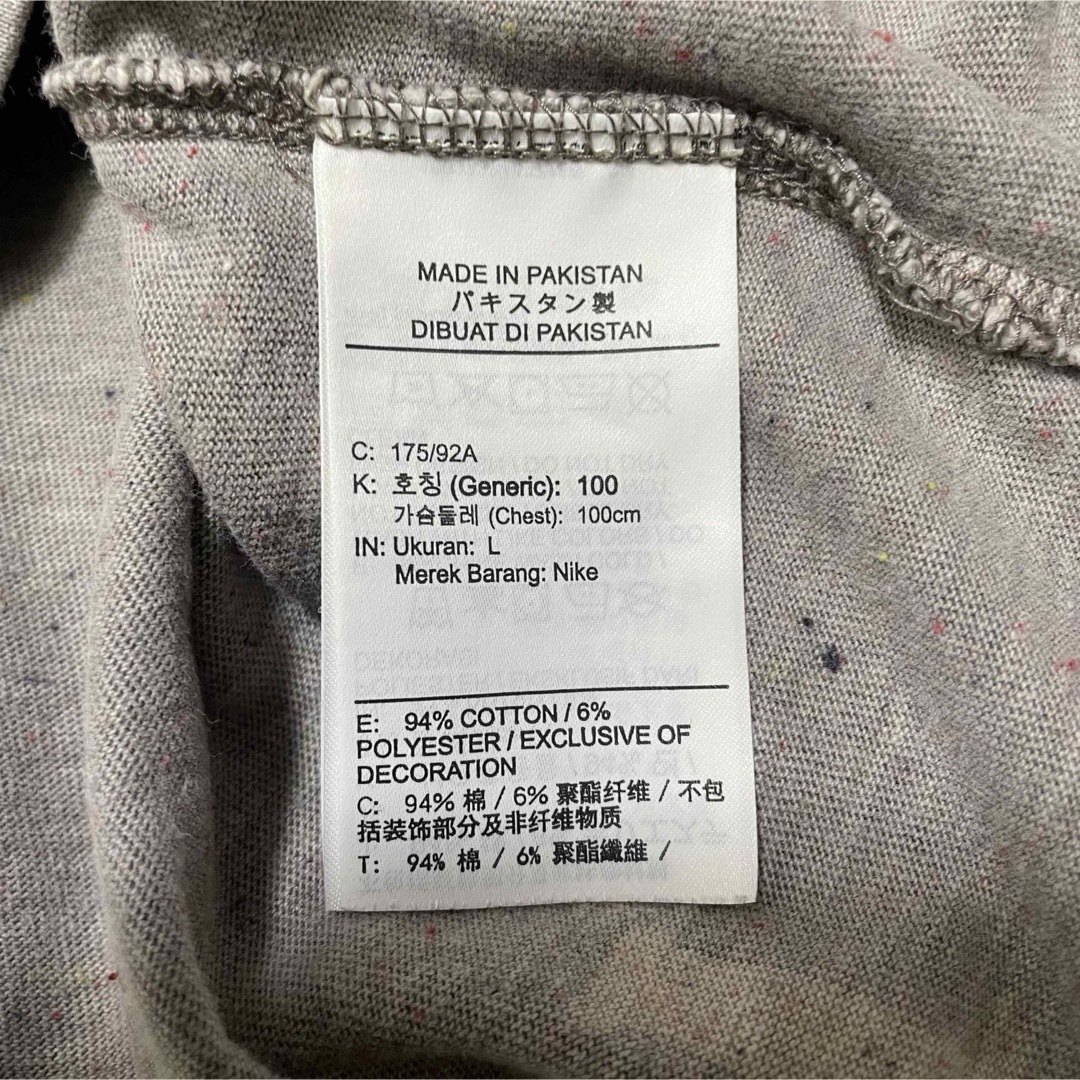 MADE IN PAKISTAN
パキスタン製
DIBUAT DI PAKISTAN
C: 175/92A
K: 호칭 (Generic): 100
가슴둘레 (Chest): 100cm
IN: Ukuran: L
Merek Barang: Nike
E: 94% COTTON / 6%
POLYESTER / EXCLUSIVE OF
DECORATION
C: 94% 棉 / 6% 聚酯纤维 / 不包
括装饰部分及非纤维物质
T: 94% 棉 / 6% 聚酯纖維 /